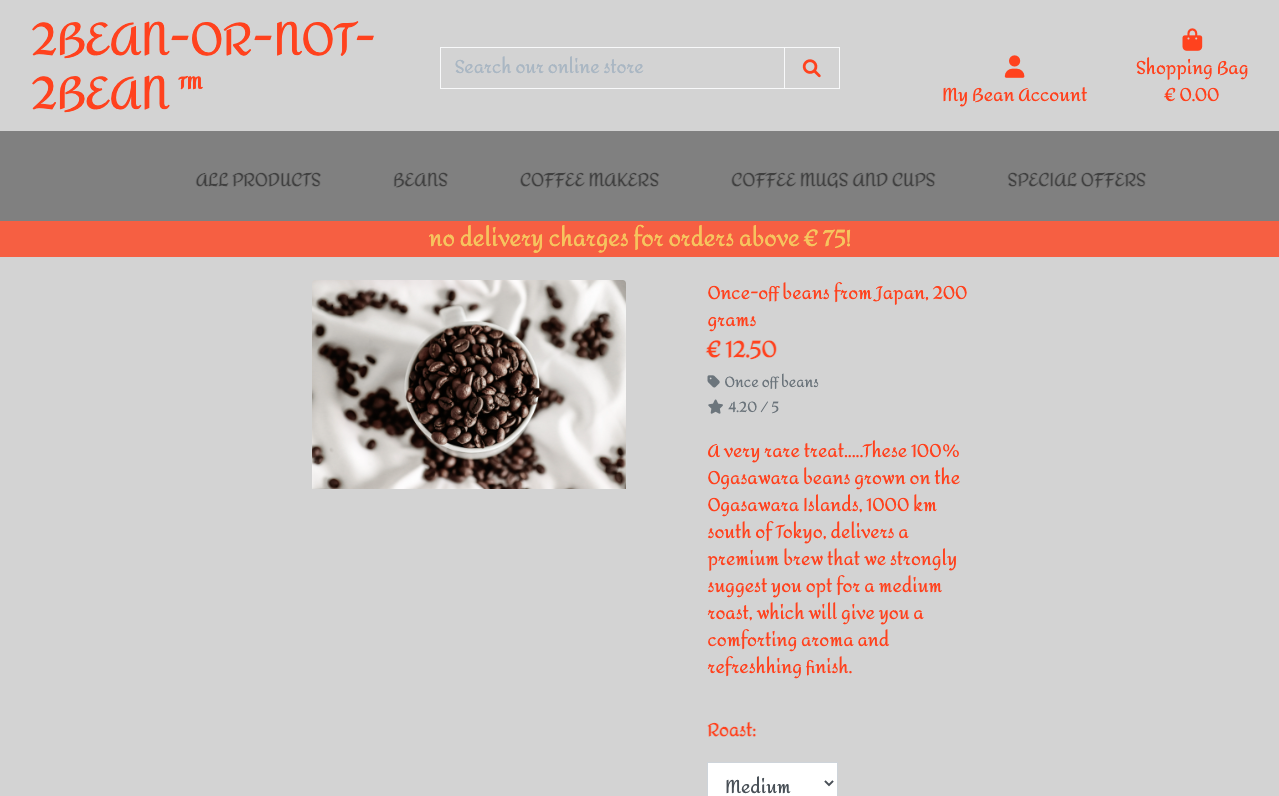 2BEAN-OR-NOT-
2BEAN ™
Search our online store
My Bean Account
Shopping Bag
€ 0.00
ALL PRODUCTS
BEANS
COFFEE MAKERS
COFFEE MUGS AND CUPS
SPECIAL OFFERS
no delivery charges for orders above € 75!
Once-off beans from Japan, 200
grams
€ 12.50
Once off beans
4.20 / 5
A very rare treat.....These 100%
Ogasawara beans grown on the
Ogasawara Islands, 1000 km
south of Tokyo, delivers a
premium brew that we strongly
suggest you opt for a medium
roast, which will give you a
comforting aroma and
refreshhing finish.
Roast:
Medium